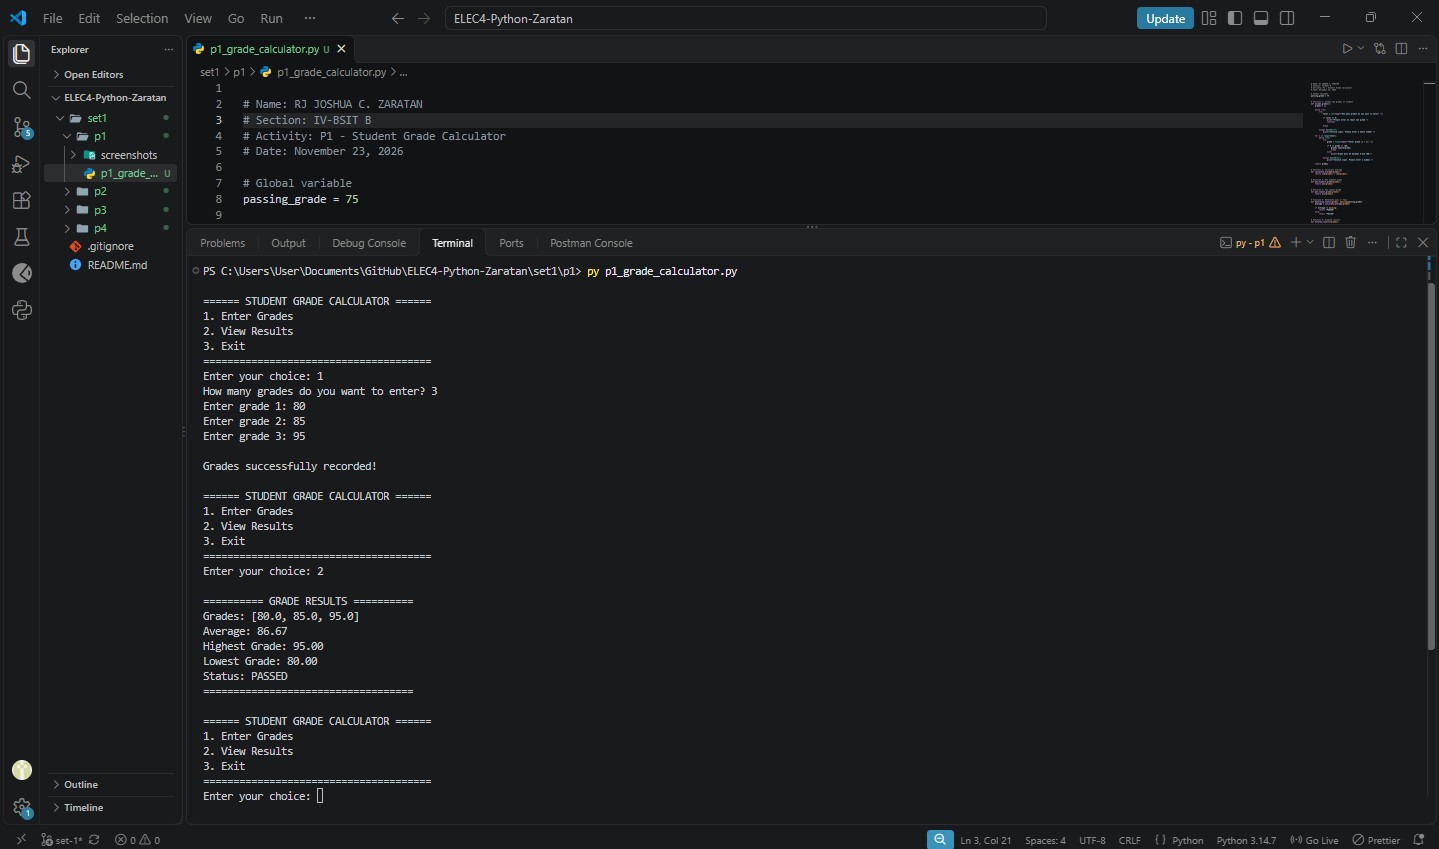 File Edit Selection View Go Run ··· ELEC4-Python-Zaratan Update
Explorer ···
Open Editors
ELEC4-Python-Zaratan
set1
p1
screenshots
p1_grade_... U
p2
p3
p4
.gitignore
README.md
Outline
Timeline
5
1
p1_grade_calculator.py U
set1 > p1 > p1_grade_calculator.py > ...
1
2 # Name: RJ JOSHUA C. ZARATAN
3 # Section: IV-BSIT B
4 # Activity: P1 - Student Grade Calculator
5 # Date: November 23, 2026
6
7 # Global variable
8 passing_grade = 75
9
Problems Output Debug Console Terminal Ports Postman Console py - p1
PS C:\Users\User\Documents\GitHub\ELEC4-Python-Zaratan\set1\p1> py p1_grade_calculator.py
====== STUDENT GRADE CALCULATOR ======
1. Enter Grades
2. View Results
3. Exit
======================================
Enter your choice: 1
How many grades do you want to enter? 3
Enter grade 1: 80
Enter grade 2: 85
Enter grade 3: 95
Grades successfully recorded!
====== STUDENT GRADE CALCULATOR ======
1. Enter Grades
2. View Results
3. Exit
======================================
Enter your choice: 2
========== GRADE RESULTS ==========
Grades: [80.0, 85.0, 95.0]
Average: 86.67
Highest Grade: 95.00
Lowest Grade: 80.00
Status: PASSED
===================================
====== STUDENT GRADE CALCULATOR ======
1. Enter Grades
2. View Results
3. Exit
======================================
Enter your choice:
set-1* 0 0 Ln 3, Col 21 Spaces: 4 UTF-8 CRLF { } Python Python 3.14.7 Go Live Prettier